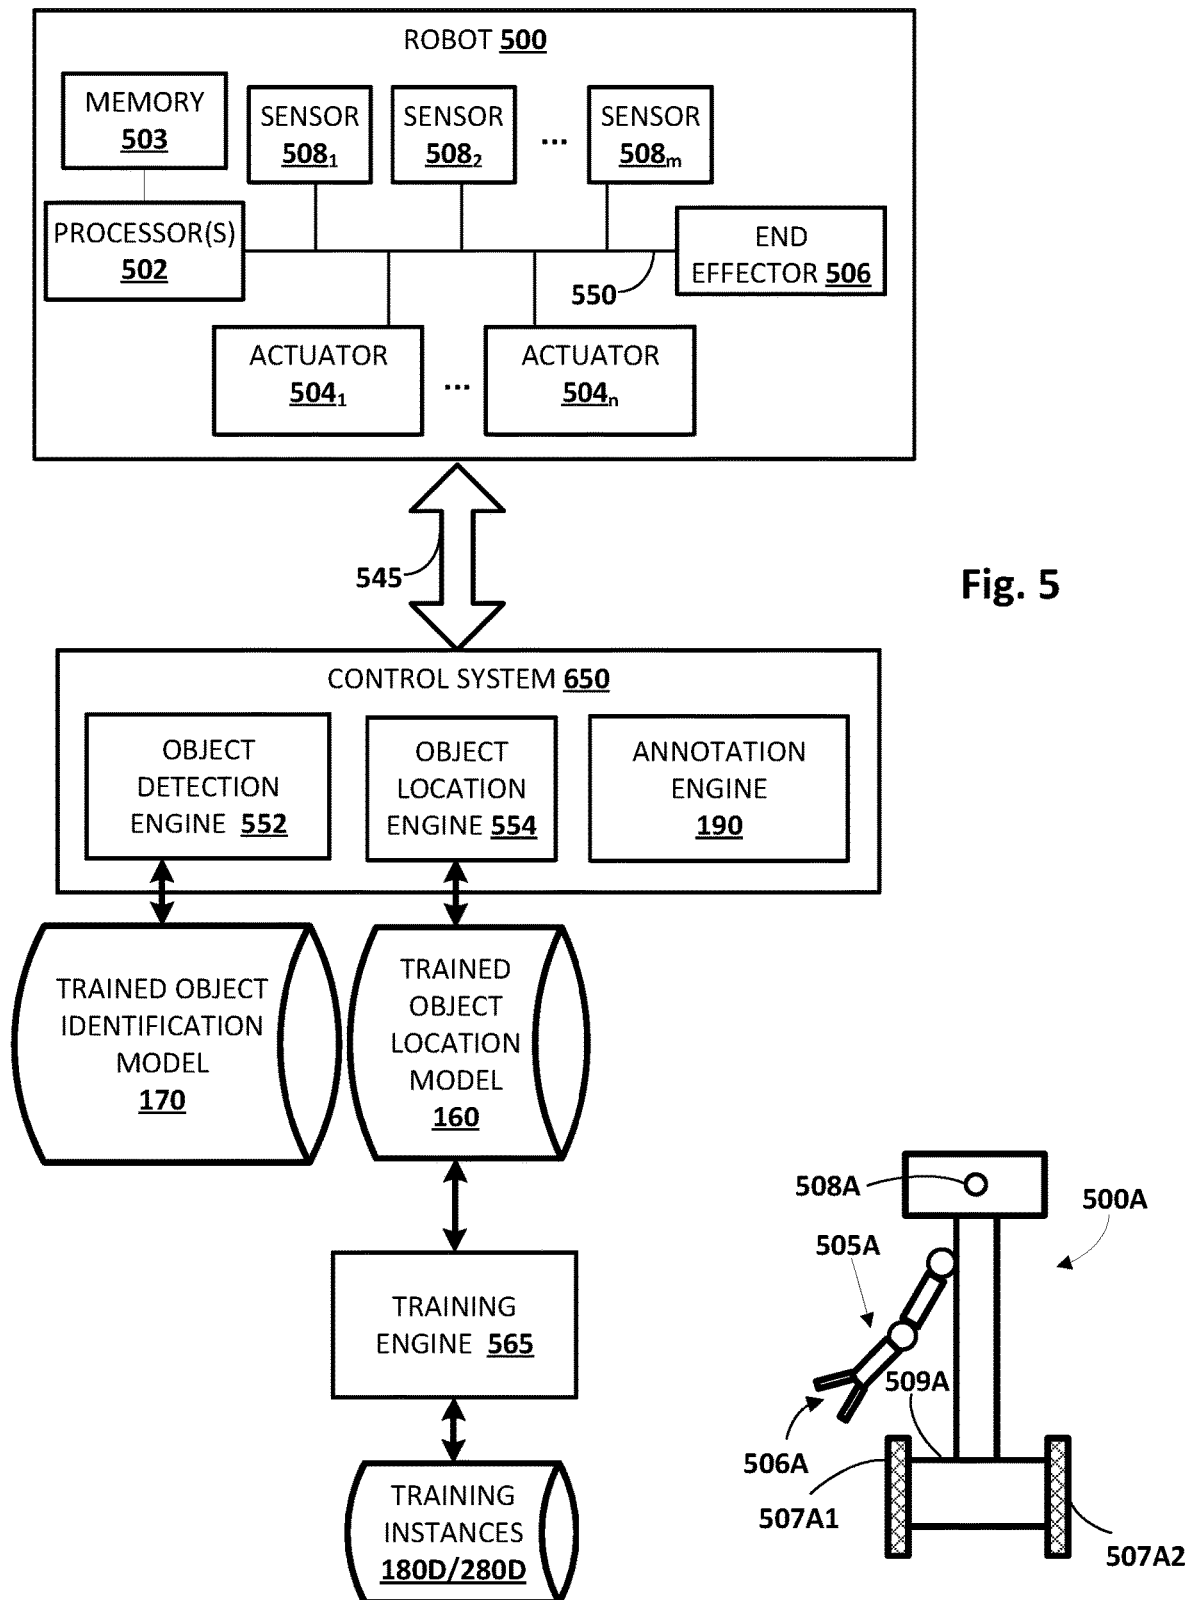 ROBOT 500
MEMORY
503
SENSOR
508₁
SENSOR
508₂
...
SENSOR
508ₘ
PROCESSOR(S)
502
END
EFFECTOR 506
550
ACTUATOR
504₁
...
ACTUATOR
504ₙ
545
Fig. 5
CONTROL SYSTEM 650
OBJECT
DETECTION
ENGINE 552
OBJECT
LOCATION
ENGINE 554
ANNOTATION
ENGINE
190
TRAINED OBJECT
IDENTIFICATION
MODEL
170
TRAINED
OBJECT
LOCATION
MODEL
160
TRAINING
ENGINE 565
TRAINING
INSTANCES
180D/280D
508A
500A
505A
509A
506A
507A1
507A2